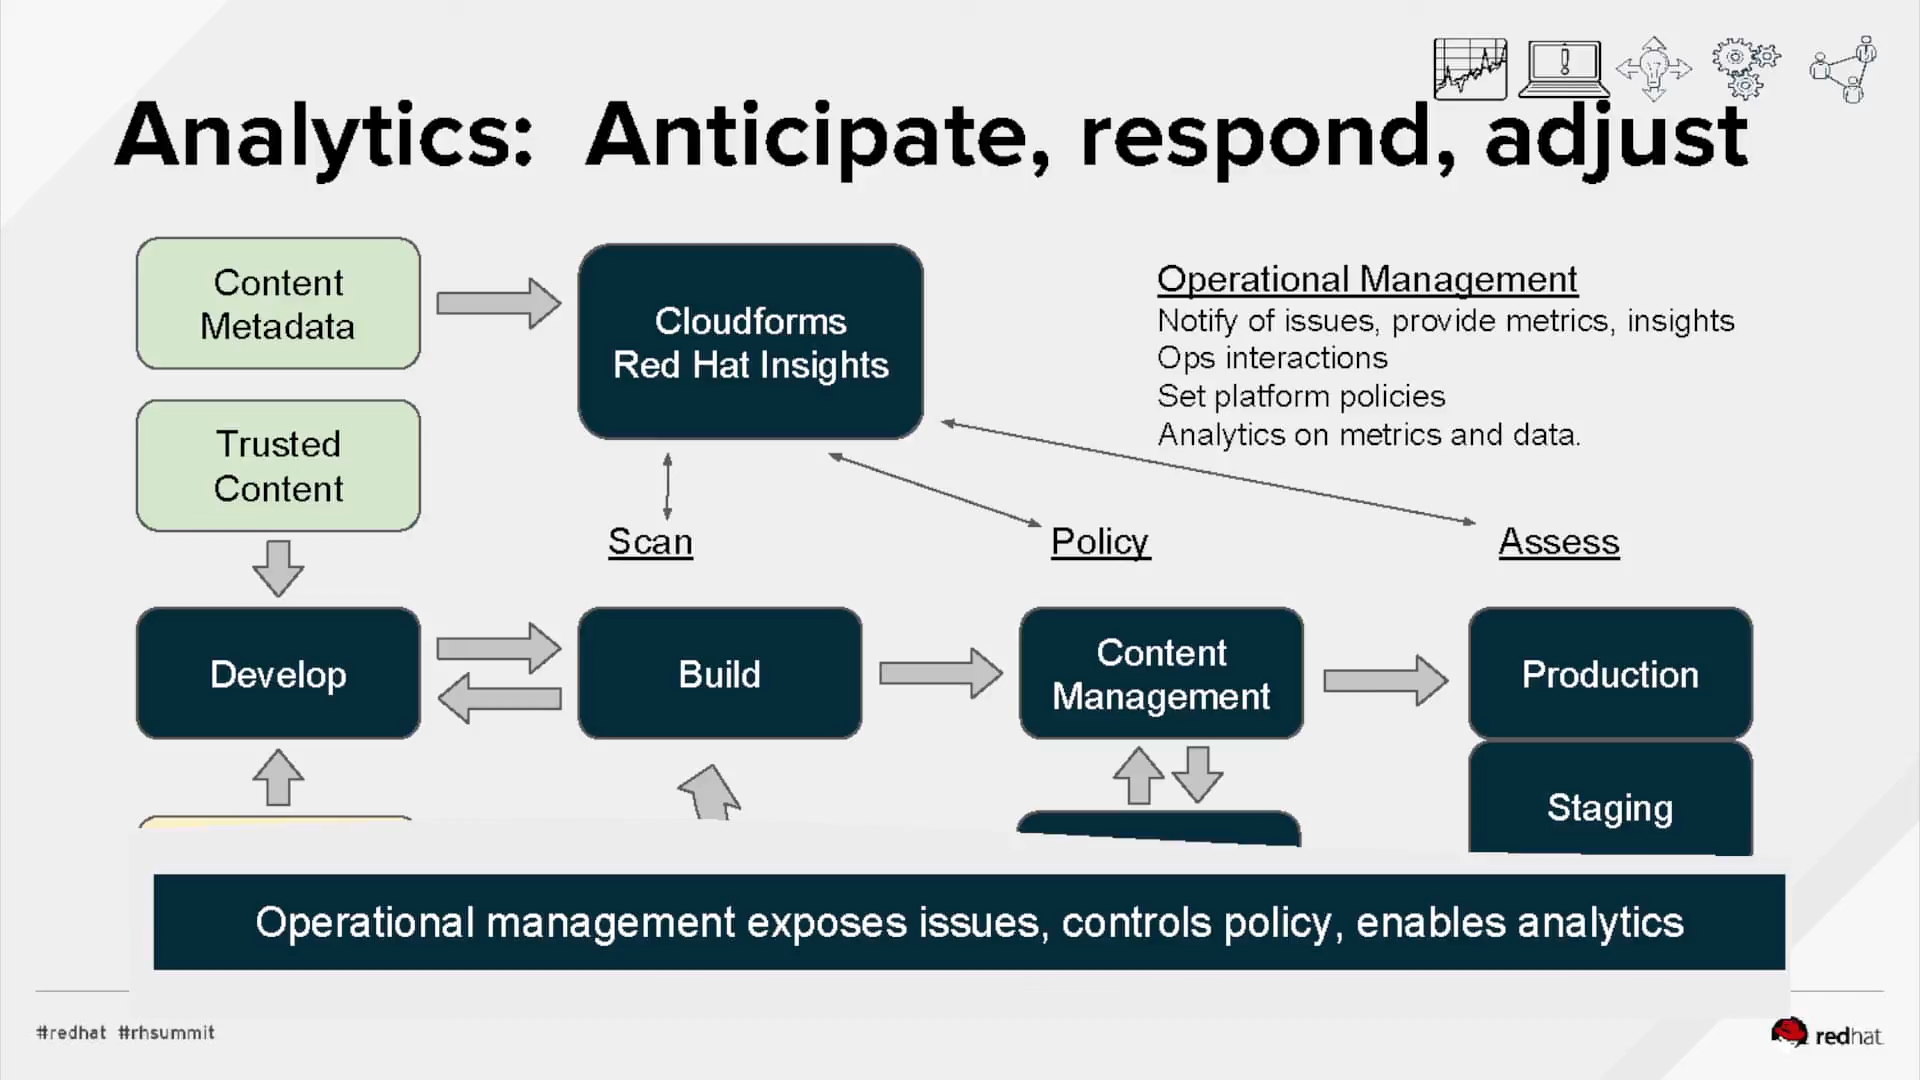 Analytics: Anticipate, respond, adjust
Content
Metadata
Cloudforms
Red Hat Insights
Operational Management
Notify of issues, provide metrics, insights
Ops interactions
Set platform policies
Analytics on metrics and data.
Trusted
Content
Scan
Policy
Assess
Develop
Build
Content
Management
Production
Staging
Operational management exposes issues, controls policy, enables analytics
#redhat #rhsummit
redhat